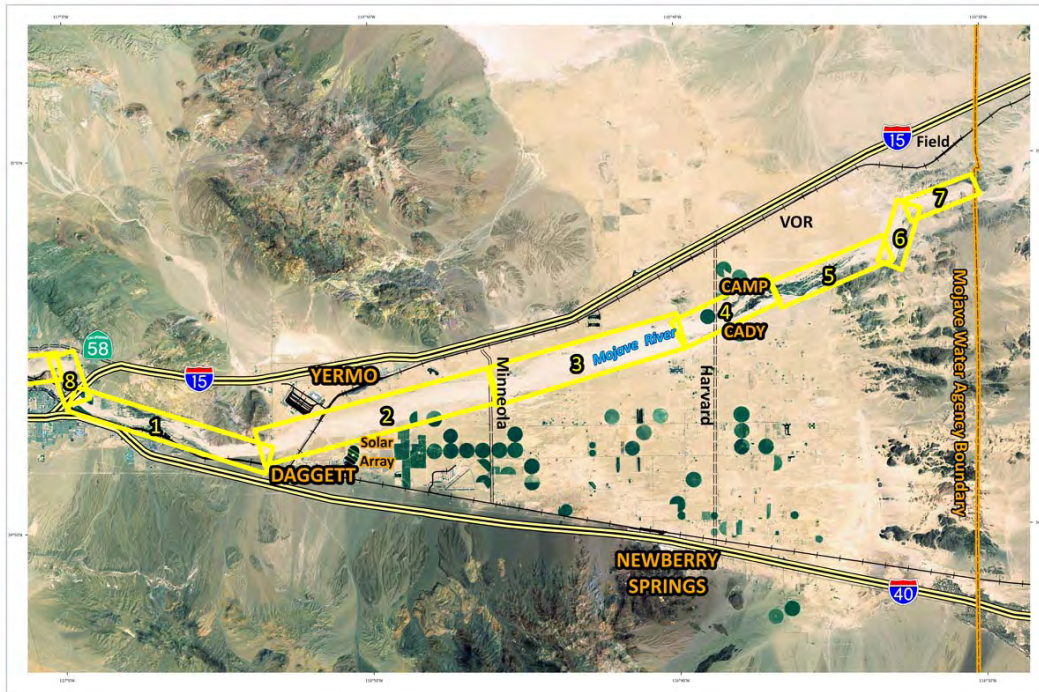 15
Field
7
VOR
6
5
CAMP
4
CADY
CALIFORNIA
58
Mojave River
3
8
15
YERMO
Minneola
Harvard
Mojave Water Agency Boundary
1
2
Solar
Array
DAGGETT
NEWBERRY
SPRINGS
40